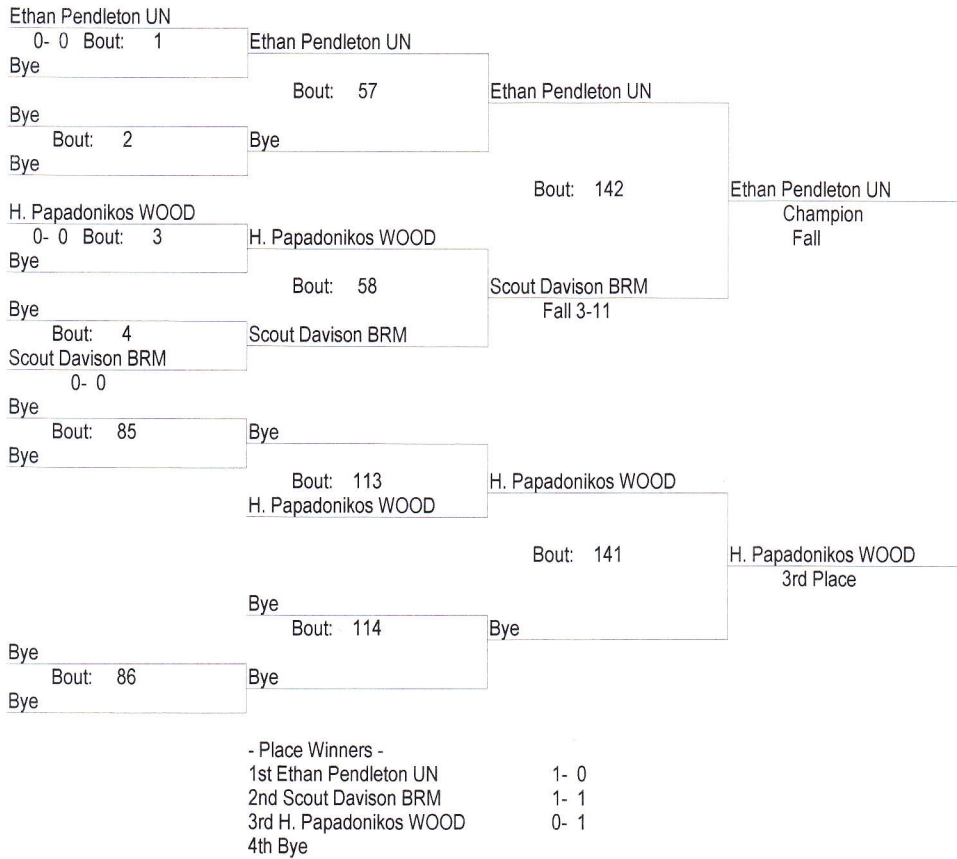 Ethan Pendleton UN
0- 0 Bout: 1
Bye
Ethan Pendleton UN
Bout: 57
Ethan Pendleton UN
Bye
Bout: 2
Bye
Bye
Bout: 142
Ethan Pendleton UN
Champion
Fall
H. Papadonikos WOOD
0- 0 Bout: 3
Bye
H. Papadonikos WOOD
Bout: 58
Scout Davison BRM
Fall 3-11
Bye
Bout: 4
Scout Davison BRM
Scout Davison BRM
0- 0
Bye
Bout: 85
Bye
Bye
Bout: 113
H. Papadonikos WOOD
H. Papadonikos WOOD
Bout: 141
H. Papadonikos WOOD
3rd Place
Bye
Bout: 114
Bye
Bye
Bout: 86
Bye
Bye
- Place Winners -
1st Ethan Pendleton UN 1- 0
2nd Scout Davison BRM 1- 1
3rd H. Papadonikos WOOD 0- 1
4th Bye